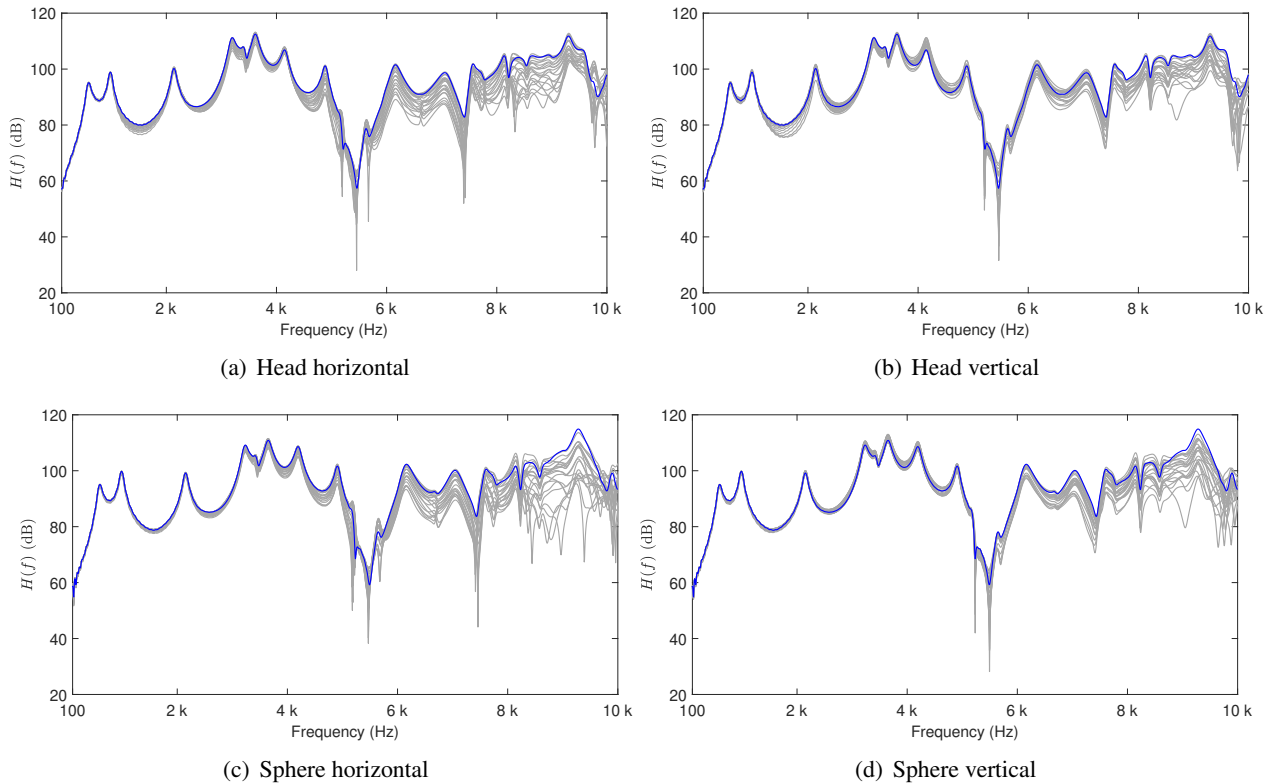 120
100
80
60
40
20
H(f) (dB)
100
2 k
4 k
6 k
8 k
10 k
Frequency (Hz)
(a) Head horizontal
120
100
80
60
40
20
H(f) (dB)
100
2 k
4 k
6 k
8 k
10 k
Frequency (Hz)
(b) Head vertical
120
100
80
60
40
20
H(f) (dB)
100
2 k
4 k
6 k
8 k
10 k
Frequency (Hz)
(c) Sphere horizontal
120
100
80
60
40
20
H(f) (dB)
100
2 k
4 k
6 k
8 k
10 k
Frequency (Hz)
(d) Sphere vertical